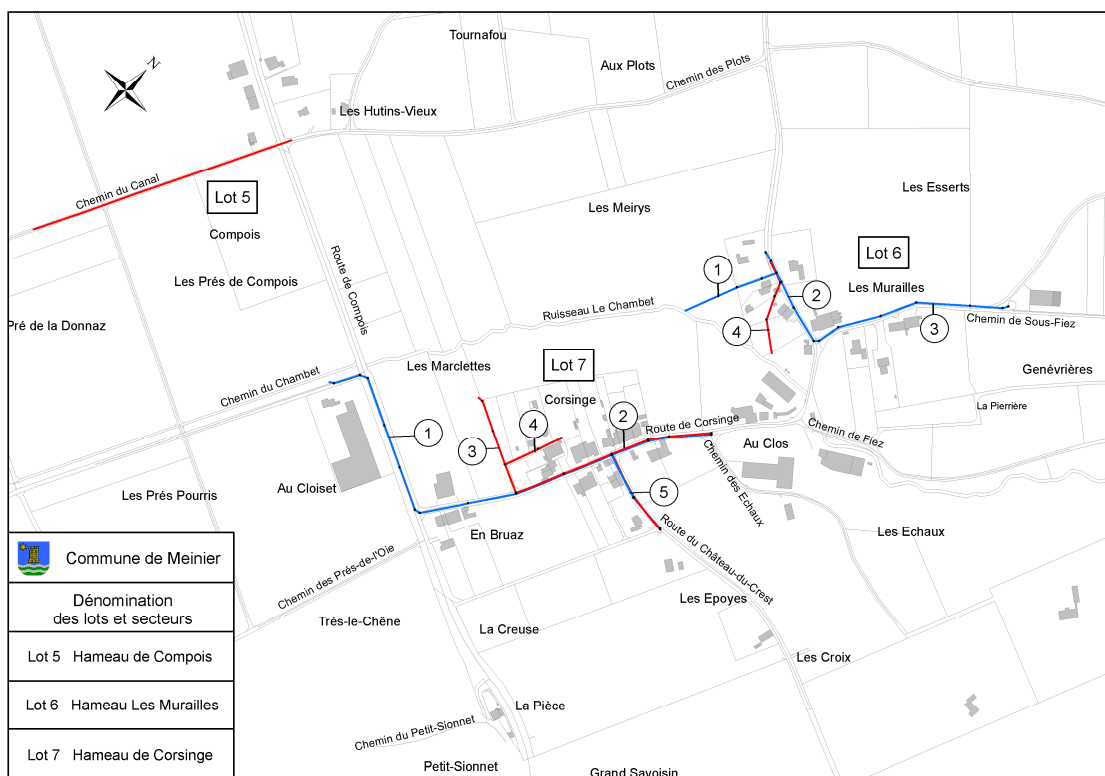 N
Tournafou
Aux Plots
Chemin des Plots
Les Hutins-Vieux
Chemin du Canal
Lot 5
Compois
Les Prés de Compois
Route de Compois
Pré de la Donnaz
Les Meirys
Les Esserts
Lot 6
Les Murailles
1
2
3
4
Chemin de Sous-Fiez
Ruisseau Le Chambet
Genévrières
La Pierrière
Les Marclettes
Lot 7
Corsinge
Chemin du Chambet
1
2
3
4
5
Route de Corsinge
Au Clos
Chemin de Fiez
Chemin des Echaux
Les Prés Pourris
Au Cloiset
En Bruaz
Les Echaux
Route du Château-du-Crest
Chemin des Prés-de-l'Oie
Très-le-Chêne
La Creuse
Les Epoyes
Les Croix
La Pièce
Chemin du Petit-Sionnet
Petit-Sionnet
Grand Savoisin
Commune de Meinier
Dénomination
des lots et secteurs
Lot 5 Hameau de Compois
Lot 6 Hameau Les Murailles
Lot 7 Hameau de Corsinge